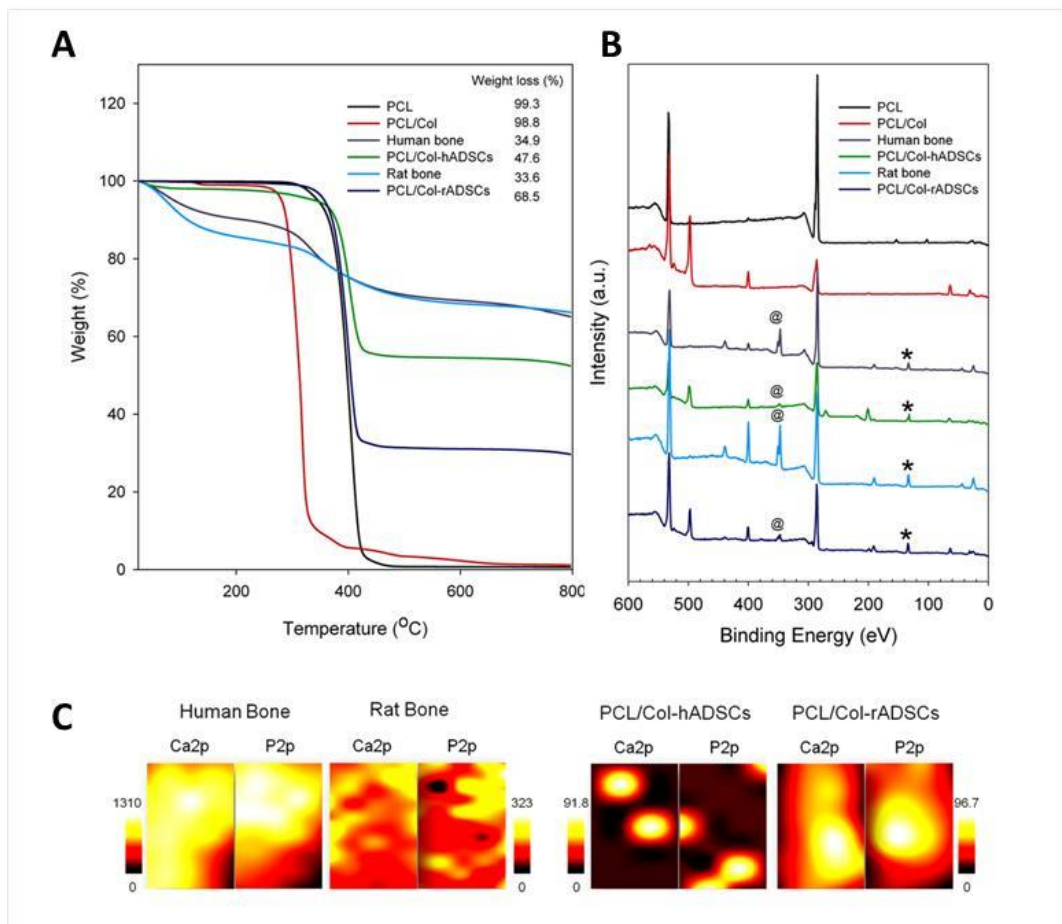 A
Weight loss (%)
PCL 99.3
PCL/Col 98.8
Human bone 34.9
PCL/Col-hADSCs 47.6
Rat bone 33.6
PCL/Col-rADSCs 68.5
120
100
80
60
40
20
0
200 400 600 800
Weight (%)
Temperature (OC)
B
PCL
PCL/Col
Human bone
PCL/Col-hADSCs
Rat bone
PCL/Col-rADSCs
@
*
@
*
@
*
@
*
600 500 400 300 200 100 0
Intensity (a.u.)
Binding Energy (eV)
C
Human Bone Rat Bone PCL/Col-hADSCs PCL/Col-rADSCs
Ca2p P2p Ca2p P2p Ca2p P2p Ca2p P2p
1310 323 91.8 96.7
0 0 0 0